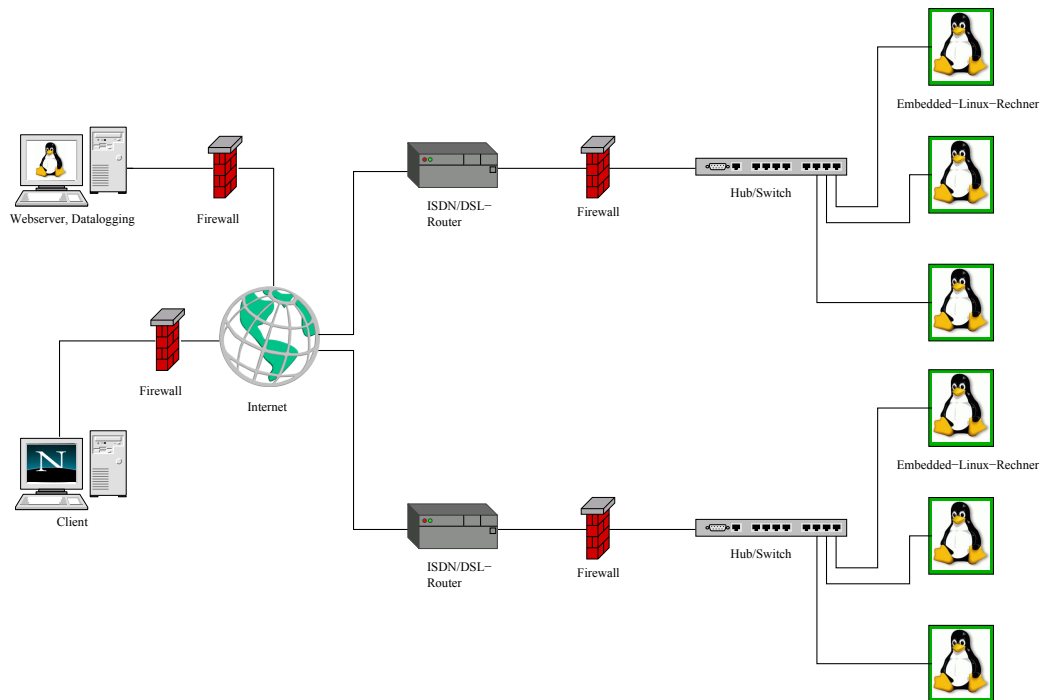 Embedded−Linux−Rechner
Webserver, Datalogging
Firewall
ISDN/DSL−
Router
Firewall
Hub/Switch
Firewall
Internet
N
Client
Embedded−Linux−Rechner
ISDN/DSL−
Router
Firewall
Hub/Switch